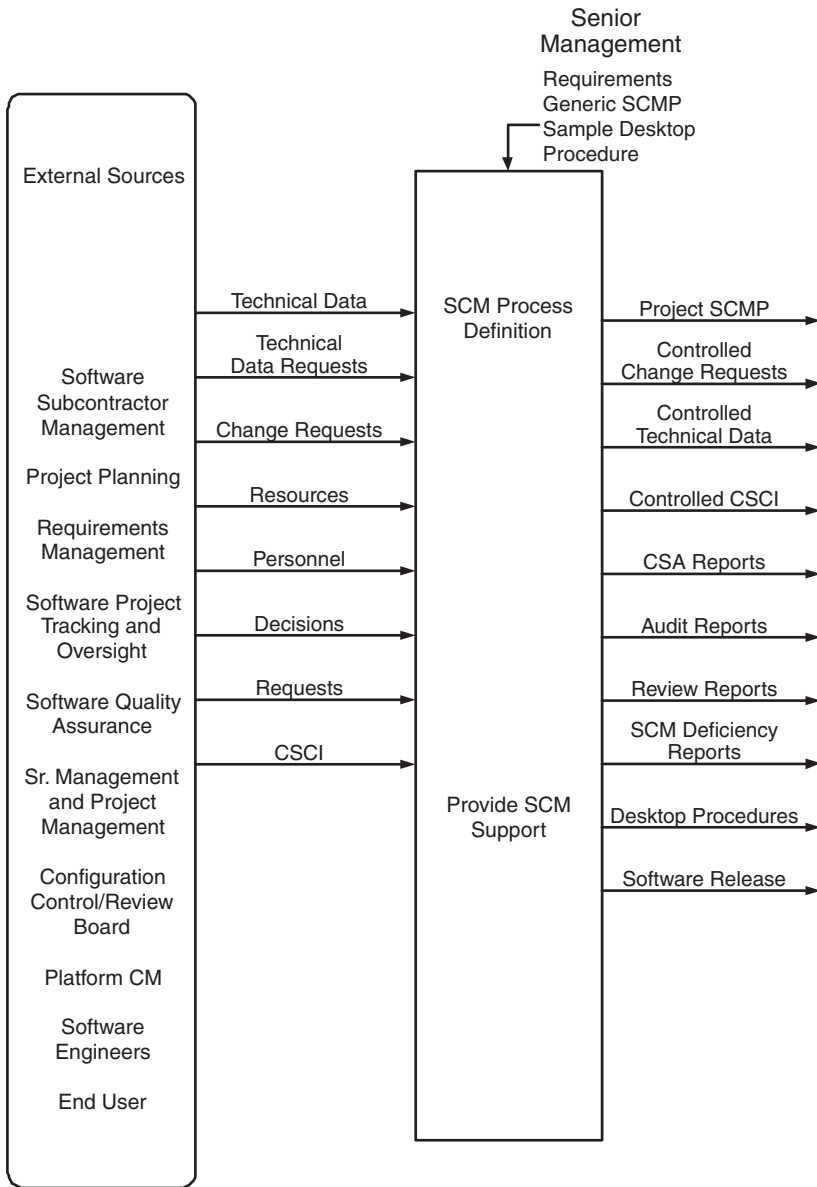 Senior
Management
Requirements
Generic SCMP
Sample Desktop
Procedure
External Sources
Software
Subcontractor
Management
Project Planning
Requirements
Management
Software Project
Tracking and
Oversight
Software Quality
Assurance
Sr. Management
and Project
Management
Configuration
Control/Review
Board
Platform CM
Software
Engineers
End User
Technical Data
Technical
Data Requests
Change Requests
Resources
Personnel
Decisions
Requests
CSCI
SCM Process
Definition
Provide SCM
Support
Project SCMP
Controlled
Change Requests
Controlled
Technical Data
Controlled CSCI
CSA Reports
Audit Reports
Review Reports
SCM Deficiency
Reports
Desktop Procedures
Software Release